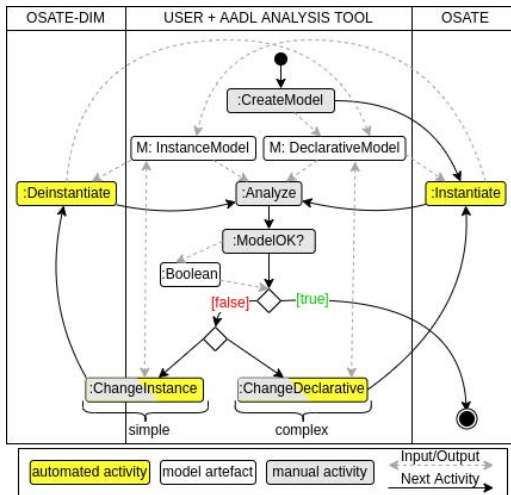 OSATE-DIM
USER + AADL ANALYSIS TOOL
OSATE
:CreateModel
M: InstanceModel
M: DeclarativeModel
:Deinstantiate
:Analyze
:Instantiate
:ModelOK?
:Boolean
[false]
[true]
:ChangeInstance
:ChangeDeclarative
simple
complex
automated activity
model artefact
manual activity
Input/Output
Next Activity